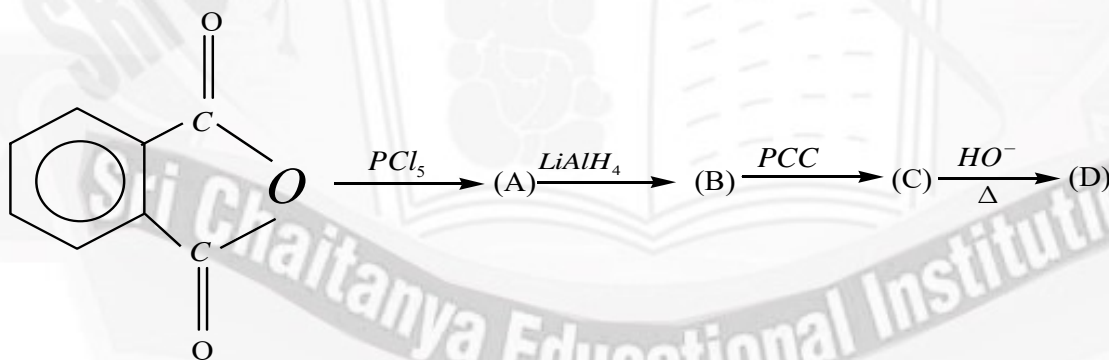 O
C
O
C
O
PCl₅ (A) LiAlH₄ (B) PCC (C) HO⁻ Δ (D)
Sri Chaitanya Educational Institutions